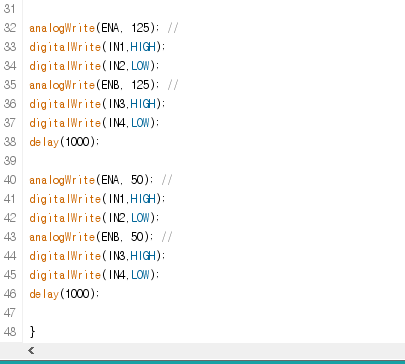 31
32 analogWrite(ENA, 125); //
33 digitalWrite(IN1,HIGH);
34 digitalWrite(IN2,LOW);
35 analogWrite(ENB, 125); //
36 digitalWrite(IN3,HIGH);
37 digitalWrite(IN4,LOW);
38 delay(1000);
39
40 analogWrite(ENA, 50); //
41 digitalWrite(IN1,HIGH);
42 digitalWrite(IN2,LOW);
43 analogWrite(ENB, 50); //
44 digitalWrite(IN3,HIGH);
45 digitalWrite(IN4,LOW);
46 delay(1000);
47
48 }